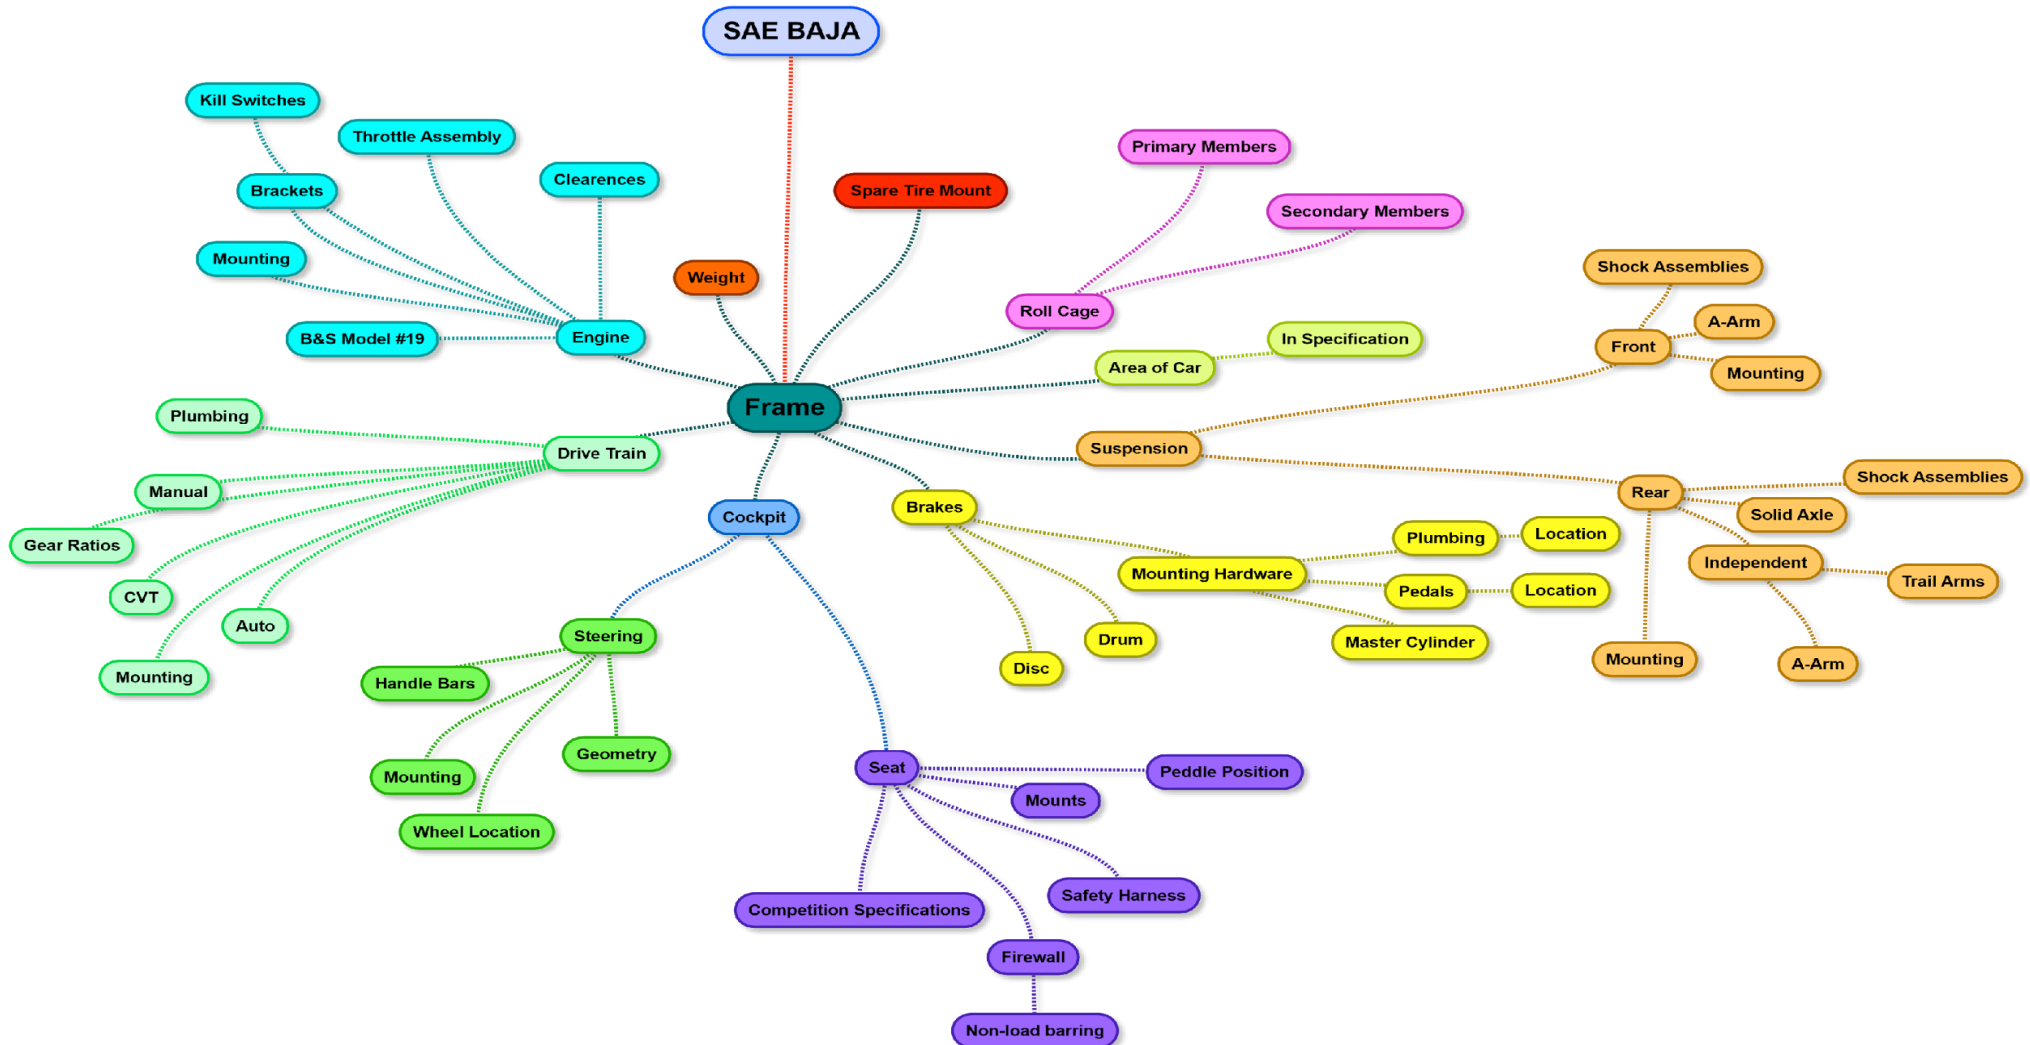 SAE BAJA
Kill Switches
Throttle Assembly
Clearences
Brackets
Mounting
B&S Model #19
Engine
Weight
Spare Tire Mount
Primary Members
Secondary Members
Roll Cage
In Specification
Area of Car
Shock Assemblies
A-Arm
Front
Mounting
Frame
Plumbing
Drive Train
Manual
Gear Ratios
CVT
Auto
Mounting
Suspension
Rear
Shock Assemblies
Solid Axle
Independent
Trail Arms
Mounting
A-Arm
Cockpit
Brakes
Plumbing
Location
Mounting Hardware
Pedals
Location
Master Cylinder
Drum
Disc
Steering
Handle Bars
Geometry
Mounting
Wheel Location
Seat
Peddle Position
Mounts
Safety Harness
Competition Specifications
Firewall
Non-load barring